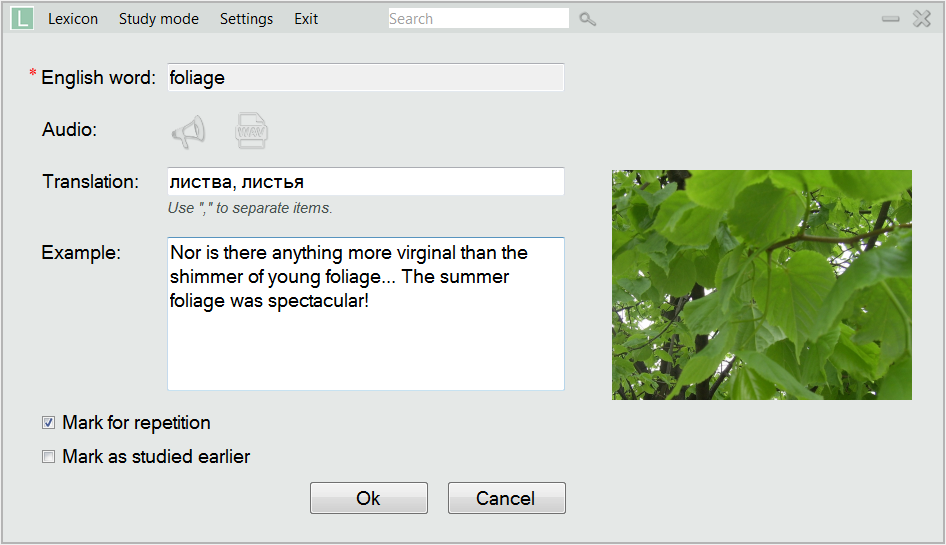 L Lexicon Study mode Settings Exit Search
* English word: foliage
Audio: WAV
Translation: листва, листья
Use "," to separate items.
Example: Nor is there anything more virginal than the
shimmer of young foliage... The summer
foliage was spectacular!
Mark for repetition
Mark as studied earlier
Ok Cancel